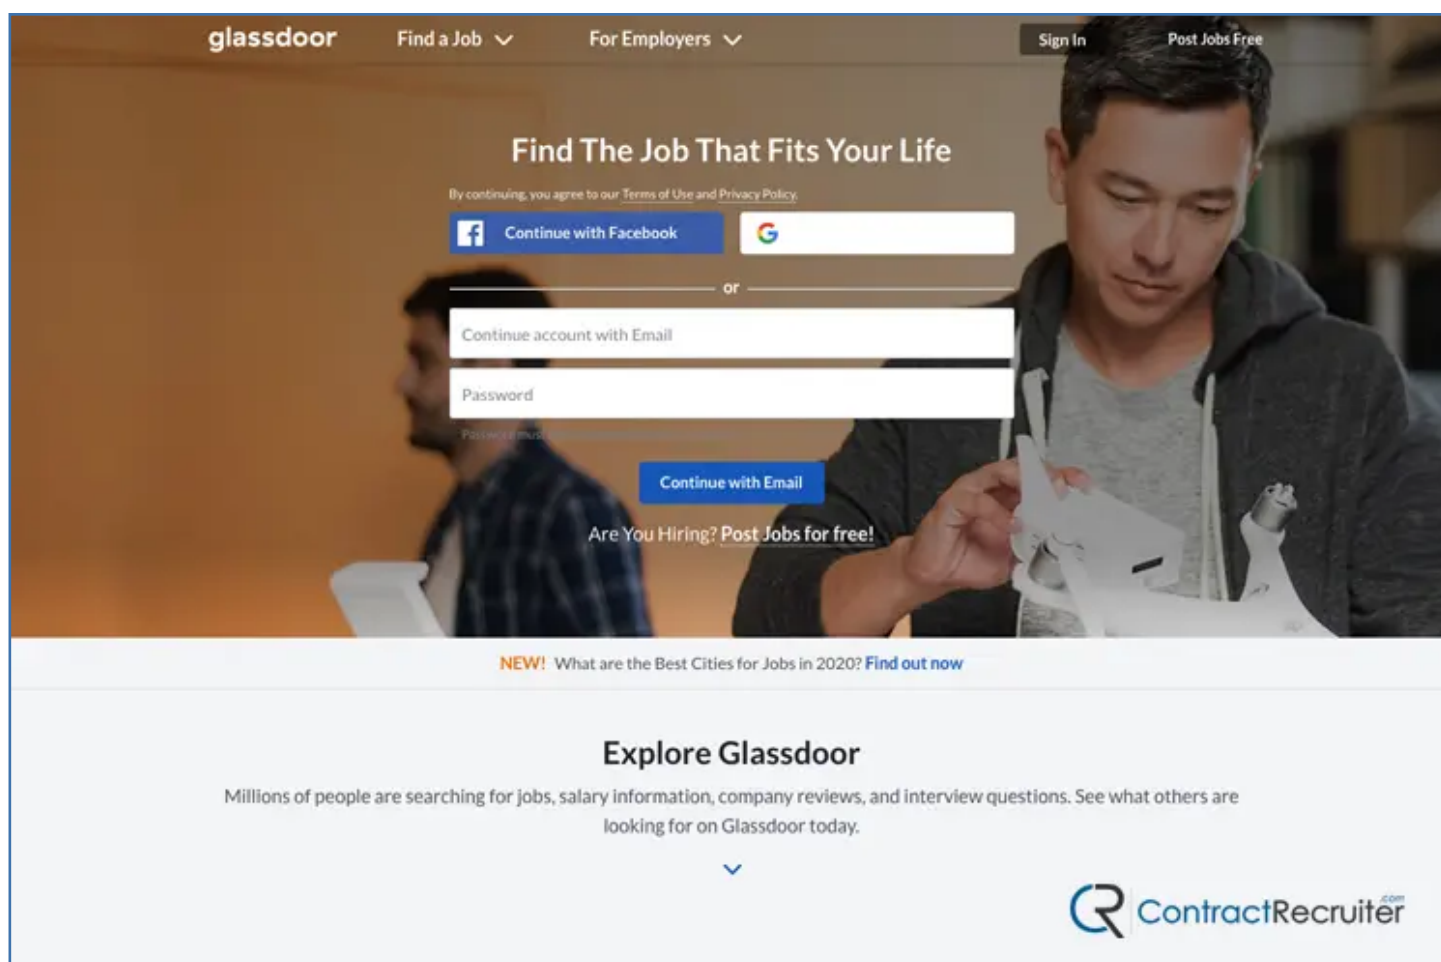 glassdoor Find a Job For Employers Sign In Post Jobs Free
Find The Job That Fits Your Life
By continuing, you agree to our Terms of Use and Privacy Policy.
Continue with Facebook
or
Continue account with Email
Password
Password must
Continue with Email
Are You Hiring? Post Jobs for free!
NEW! What are the Best Cities for Jobs in 2020? Find out now
Explore Glassdoor
Millions of people are searching for jobs, salary information, company reviews, and interview questions. See what others are
looking for on Glassdoor today.
CR ContractRecruiter.com